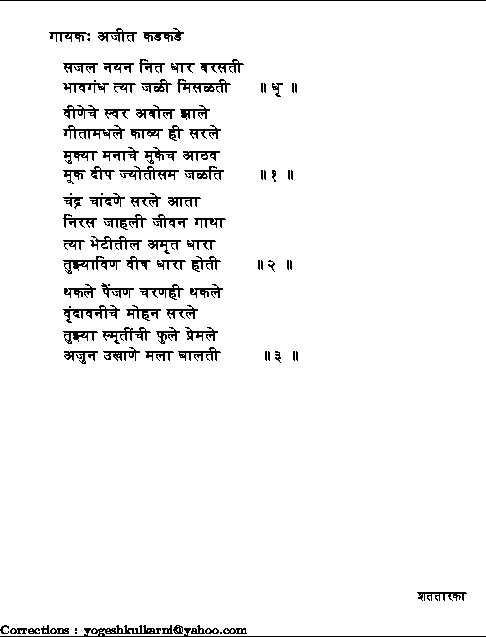 गायकः अजीत कडकडे
सजल नयन नित धार बरसती
भावगंध त्या जळी मिसळती ॥ धृ ॥
वीणेचे स्वर अबोल झाले
गीतामधले काव्य ही सरले
मुक्या मनाचे मुकेच आठव
मूक दीप ज्योतीसम जळति ॥ १ ॥
चंद्र चांदणे सरले आता
निरस जाहली जीवन गाथा
त्या भेटीतील अमृत धारा
तुझ्याविण वीष धारा होती ॥ २ ॥
थकले पैंजण चरणही थकले
वृंदावनीचे मोहन सरले
तुझ्या स्मृतींची फुले प्रेमले
अजुन उखाणे मला घालती ॥ ३ ॥
शततारका
Corrections : yogeshkulkarni@yahoo.com